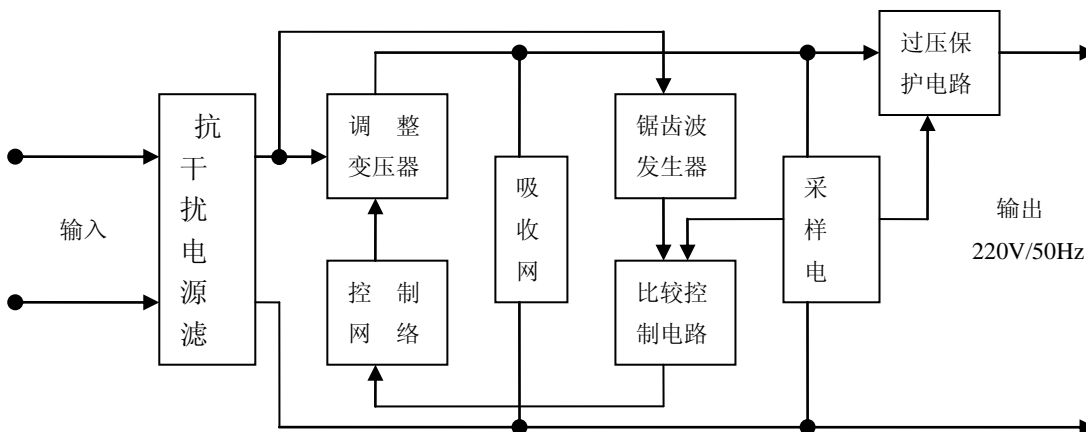 抗
干
扰
电
源
滤
调 整
变压器
锯齿波
发生器
过压保
护电路
吸
收
网
采
样
电
输入
输出
220V/50Hz
控 制
网 络
比较控
制电路